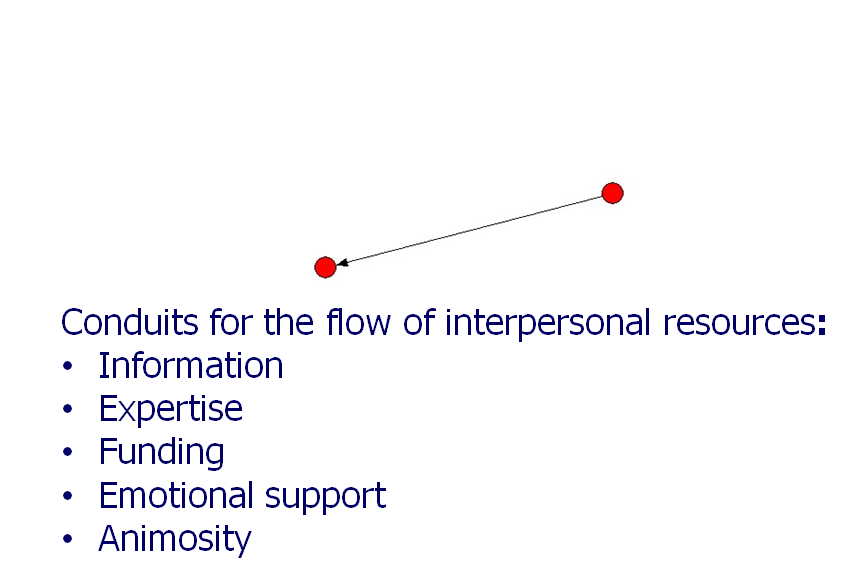 Conduits for the flow of interpersonal resources:
• Information
• Expertise
• Funding
• Emotional support
• Animosity